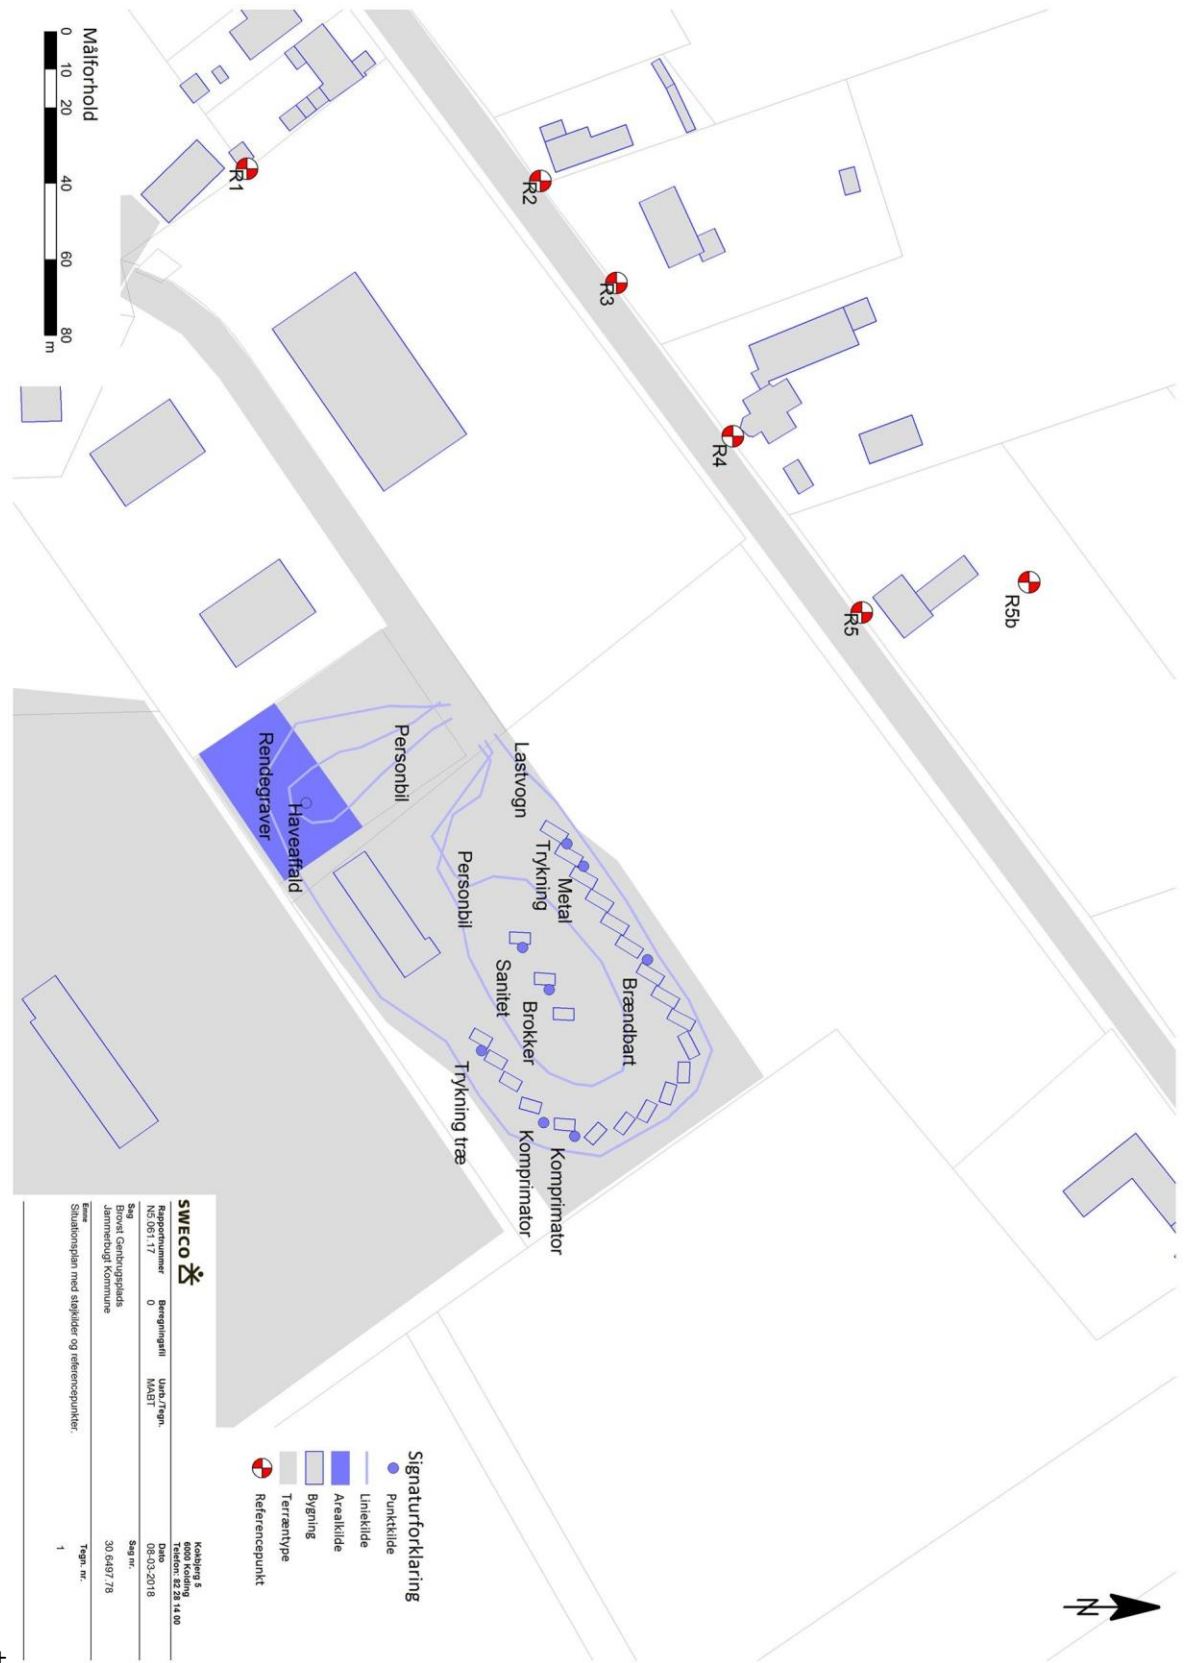 Målforhold
0 10 20 40 60 80
m
R1
R2
R3
R4
R5
R5b
Lastvogn
Personbil
Rendegraver
Haveaffald
Personbil
Trykning
Metal
Brændbart
Sanitet
Brokker
Trykning træ
Komprimator
Komprimator
Signaturforklaring
Punktkilde
Liniekilde
Arealkilde
Bygning
Terræntype
Referencepunkt
N
SWECO
Kokbjerg 5
6000 Kolding
Telefon: 82 28 14 00
Rapportnummer Beregningsfil Udarb./Tegn. Dato
N5.061.17 0 MABT 08-03-2018
Sag Sag nr.
Brovst Genbrugsplads
Jammerbugt Kommune 30.6497.78
Emne Tegn. nr.
Situationsplan med støjkilder og referencepunkter. 1